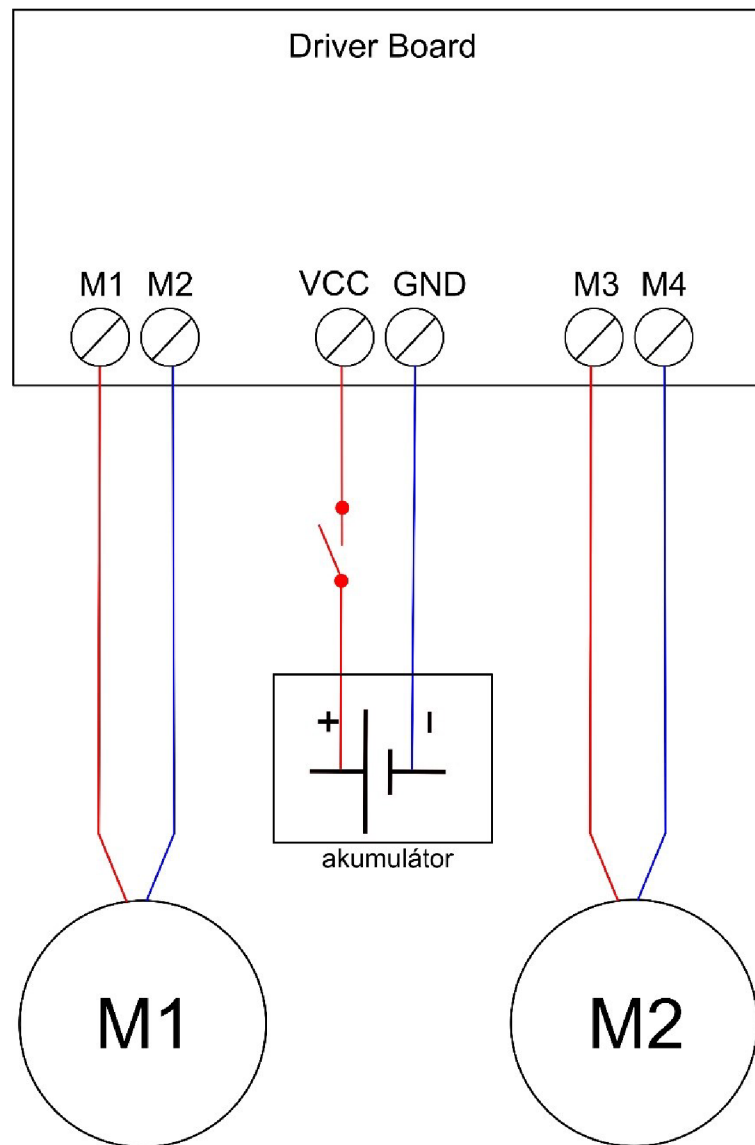 Driver Board
M1 M2 VCC GND M3 M4
+ -
akumulátor
M1 M2